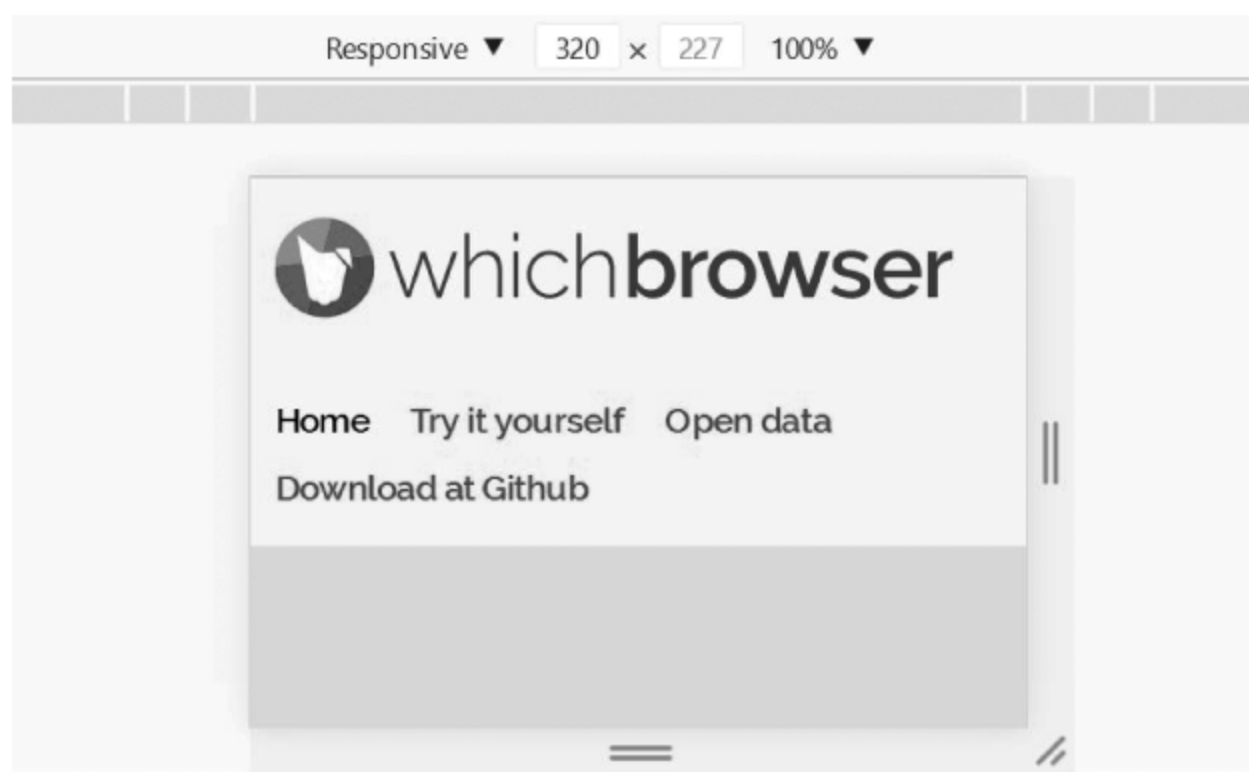 Responsive ▼ 320 × 227 100% ▼
whichbrowser
Home Try it yourself Open data
Download at Github